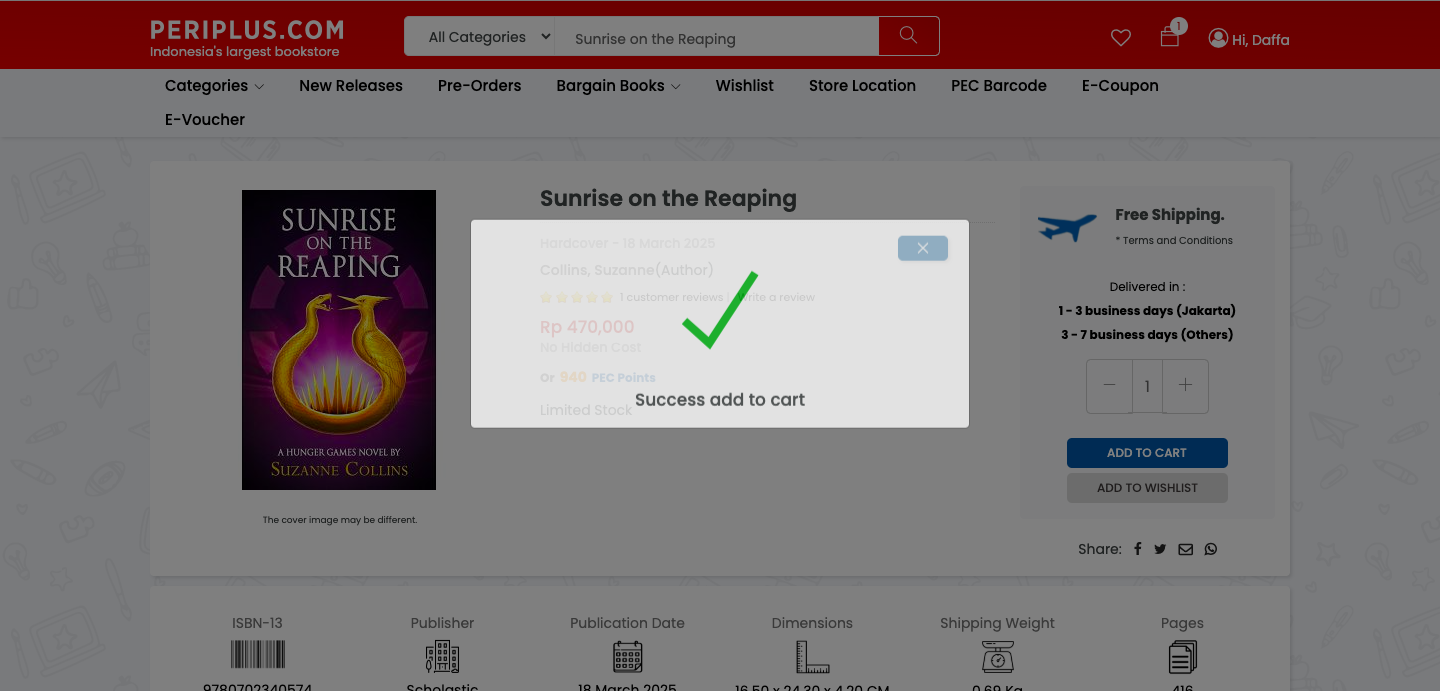 PERIPLUS.COM
Indonesia's largest bookstore
All Categories
Sunrise on the Reaping
1
Hi, Daffa
Categories
New Releases
Pre-Orders
Bargain Books
Wishlist
Store Location
PEC Barcode
E-Coupon
E-Voucher
SUNRISE
ON THE
REAPING
A HUNGER GAMES NOVEL BY
SUZANNE COLLINS
The cover image may be different.
Sunrise on the Reaping
Hardcover - 18 March 2025
Collins, Suzanne(Author)
1 customer reviews | Write a review
Rp 470,000
No Hidden Cost
Or 940 PEC Points
Limited Stock
Success add to cart
Free Shipping.
* Terms and Conditions
Delivered in :
1 - 3 business days (Jakarta)
3 - 7 business days (Others)
1
ADD TO CART
ADD TO WISHLIST
Share:
ISBN-13
Publisher
Publication Date
Dimensions
Shipping Weight
Pages
9780702340574
Scholastic
18 March 2025
16.50 x 24.30 x 4.20 CM
0.69 Kg
416